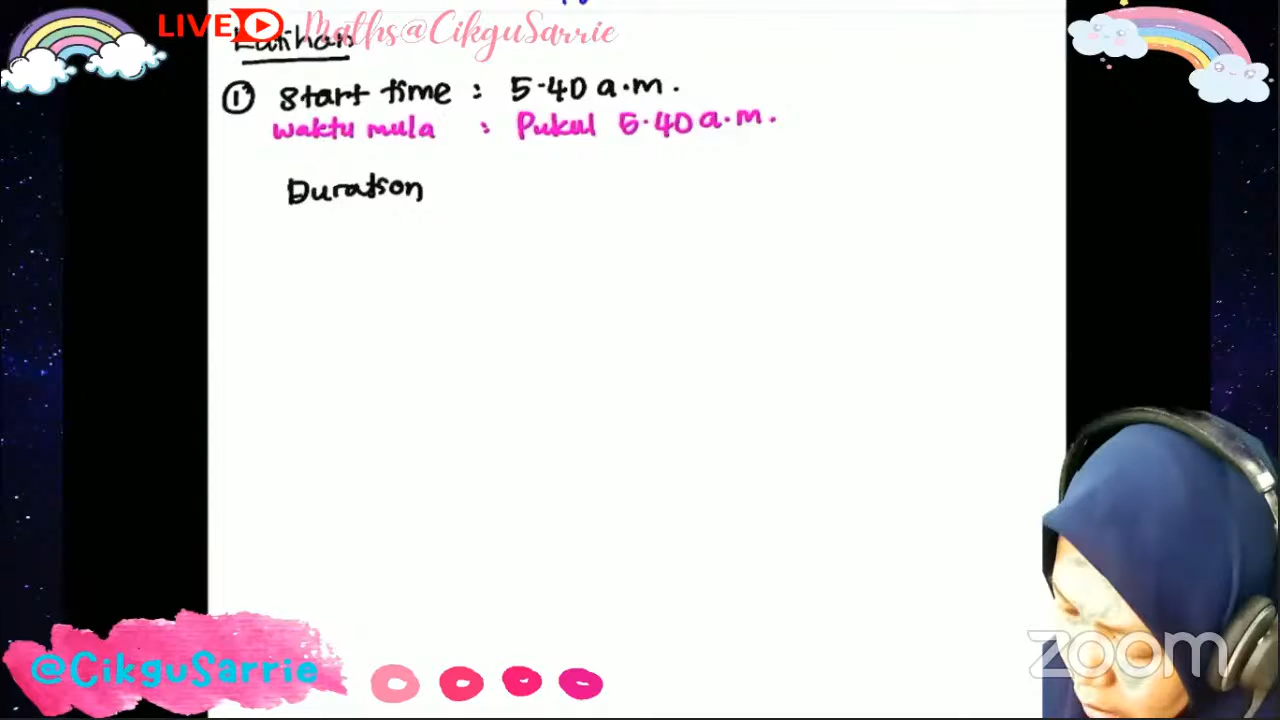 LIVE Maths@CikguSarrie
Latihan
① Start time : 5.40 a.m.
Waktu mula : Pukul 5.40 a.m.
Duration
@CikguSarrie
zoom